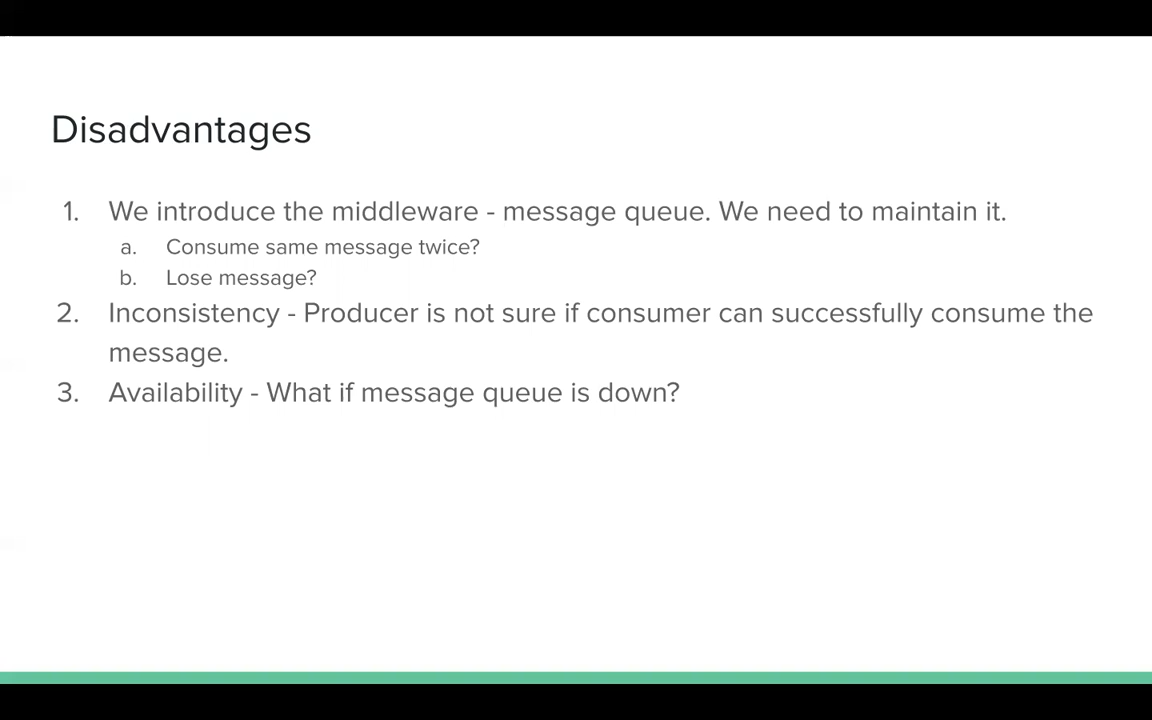 Disadvantages
1. We introduce the middleware - message queue. We need to maintain it.
a. Consume same message twice?
b. Lose message?
2. Inconsistency - Producer is not sure if consumer can successfully consume the
message.
3. Availability - What if message queue is down?